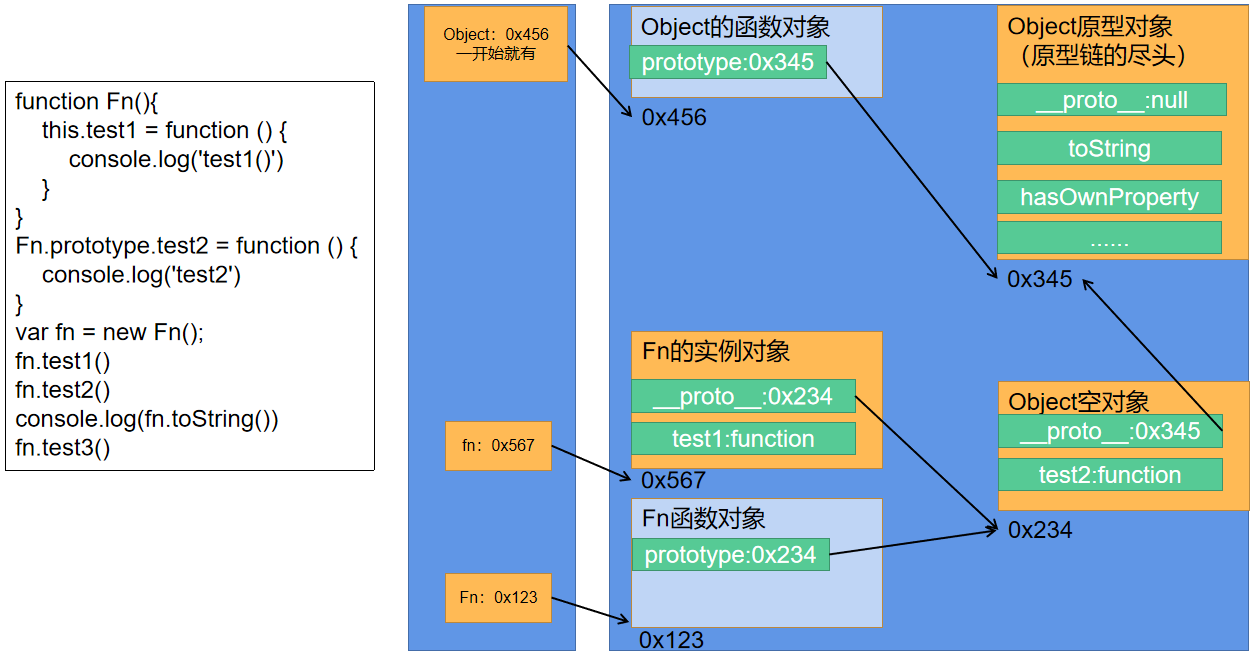 function Fn(){
this.test1 = function () {
console.log('test1()')
}
}
Fn.prototype.test2 = function () {
console.log('test2')
}
var fn = new Fn();
fn.test1()
fn.test2()
console.log(fn.toString())
fn.test3()
Object：0x456
一开始就有
fn：0x567
Fn：0x123
Object的函数对象
prototype:0x345
0x456
Fn的实例对象
__proto__:0x234
test1:function
0x567
Fn函数对象
prototype:0x234
0x123
Object原型对象
（原型链的尽头）
__proto__:null
toString
hasOwnProperty
......
0x345
Object空对象
__proto__:0x345
test2:function
0x234